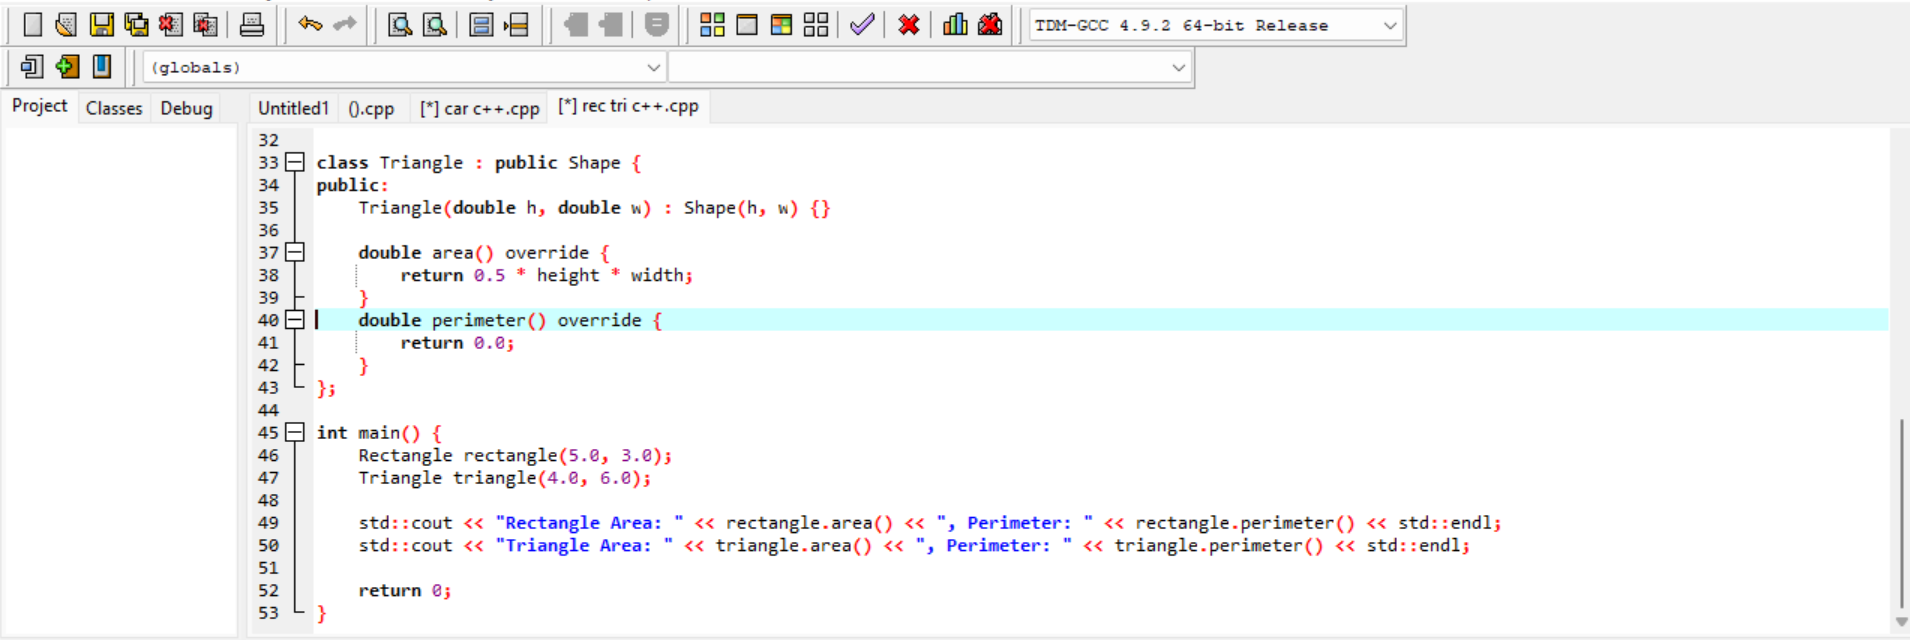 TDM-GCC 4.9.2 64-bit Release
(globals)
Project Classes Debug Untitled1 ().cpp [*] car c++.cpp [*] rec tri c++.cpp
32
33 class Triangle : public Shape {
34 public:
35     Triangle(double h, double w) : Shape(h, w) {}
36
37     double area() override {
38         return 0.5 * height * width;
39     }
40     double perimeter() override {
41         return 0.0;
42     }
43 };
44
45 int main() {
46     Rectangle rectangle(5.0, 3.0);
47     Triangle triangle(4.0, 6.0);
48
49     std::cout << "Rectangle Area: " << rectangle.area() << ", Perimeter: " << rectangle.perimeter() << std::endl;
50     std::cout << "Triangle Area: " << triangle.area() << ", Perimeter: " << triangle.perimeter() << std::endl;
51
52     return 0;
53 }